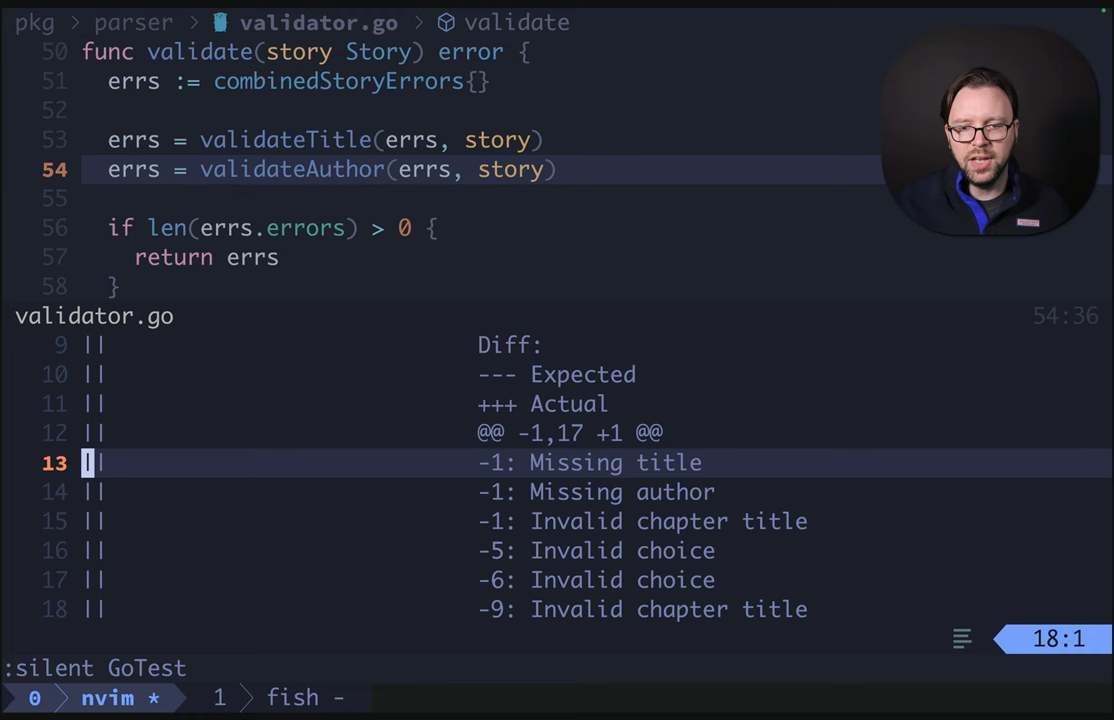 pkg > parser > validator.go > validate
50 func validate(story Story) error {
51 errs := combinedStoryErrors{}
52
53 errs = validateTitle(errs, story)
54 errs = validateAuthor(errs, story)
55
56 if len(errs.errors) > 0 {
57 return errs
58 }
validator.go 54:36
9 || Diff:
10 || --- Expected
11 || +++ Actual
12 || @@ -1,17 +1 @@
13 || -1: Missing title
14 || -1: Missing author
15 || -1: Invalid chapter title
16 || -5: Invalid choice
17 || -6: Invalid choice
18 || -9: Invalid chapter title
18:1
:silent GoTest
0 > nvim * 1 > fish -